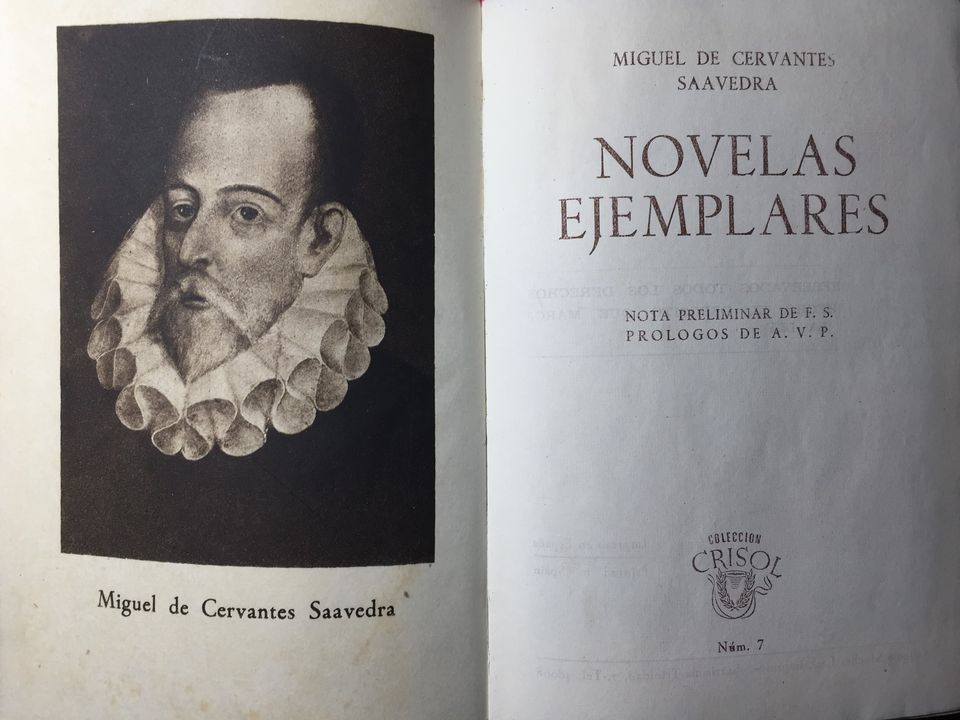 Miguel de Cervantes Saavedra
MIGUEL DE CERVANTES
SAAVEDRA
NOVELAS
EJEMPLARES
NOTA PRELIMINAR DE F. S.
PROLOGOS DE A. V. P.
COLECCION
CRISOL
Núm. 7